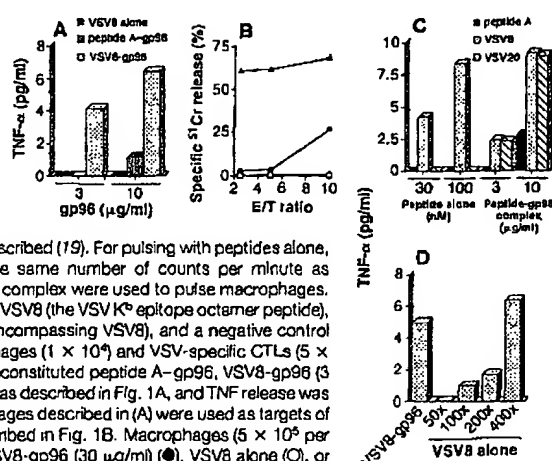 A
VSV8 alone
peptide A-gp96
VSV8-gp96
TNF-α (pg/ml)
8
6
4
2
0
3
10
gp96 (μg/ml)
B
Specific ⁵¹Cr release (%)
75
50
25
0
2
4
6
8
10
E/T ratio
C
peptide A
VSV8
VSV20
10
7.5
5
2.5
0
30
100
3
10
Peptide alone
(nM)
Peptide-gp96
complex
(μg/ml)
TNF-α (pg/ml)
D
8
6
4
2
0
VSV8-gp96
50x
100x
200x
400x
VSV8 alone
scribed (19). For pulsing with peptides alone,
e same number of counts per minute as
complex were used to pulse macrophages.
VSV8 (the VSV Kᵇ epitope octamer peptide),
ncompassing VSV8), and a negative control
ages (1 × 10⁴) and VSV-specific CTLs (5 ×
constituted peptide A–gp96, VSV8-gp96 (3
as described in Fig. 1A, and TNF release was
ages described in (A) were used as targets of
ribed in Fig. 1B. Macrophages (5 × 10⁵ per
VSV8-gp96 (30 μg/ml) (●), VSV8 alone (○), or